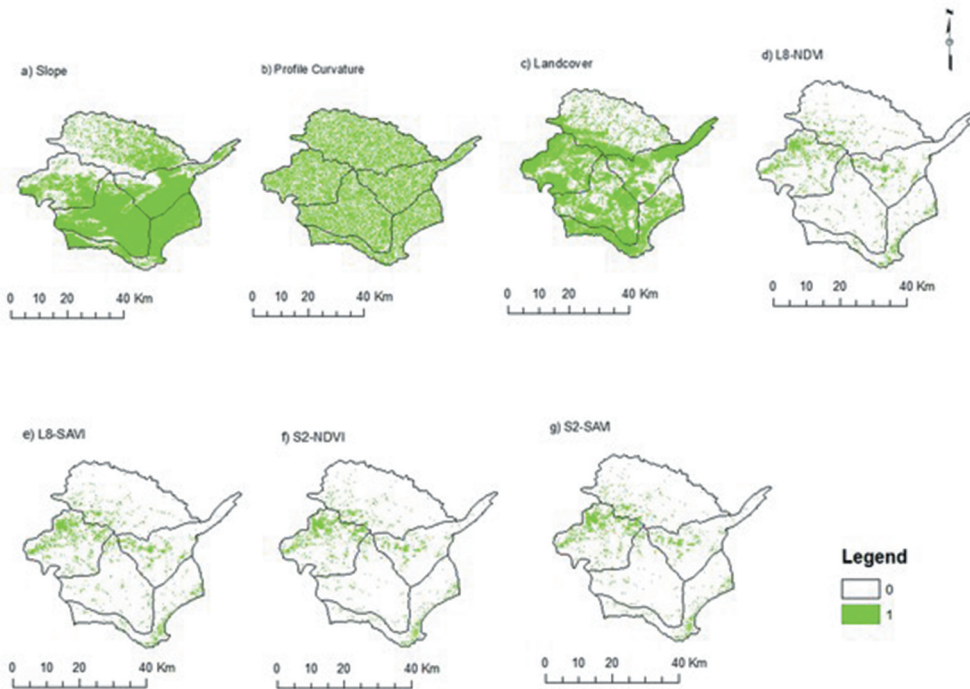 N
a) Slope
b) Profile Curvature
c) Landcover
d) L8-NDVI
0 10 20 40 Km
0 10 20 40 Km
0 10 20 40 Km
0 10 20 40 Km
e) L8-SAVI
f) S2-NDVI
g) S2-SAVI
Legend
0
1
0 10 20 40 Km
0 10 20 40 Km
0 10 20 40 Km